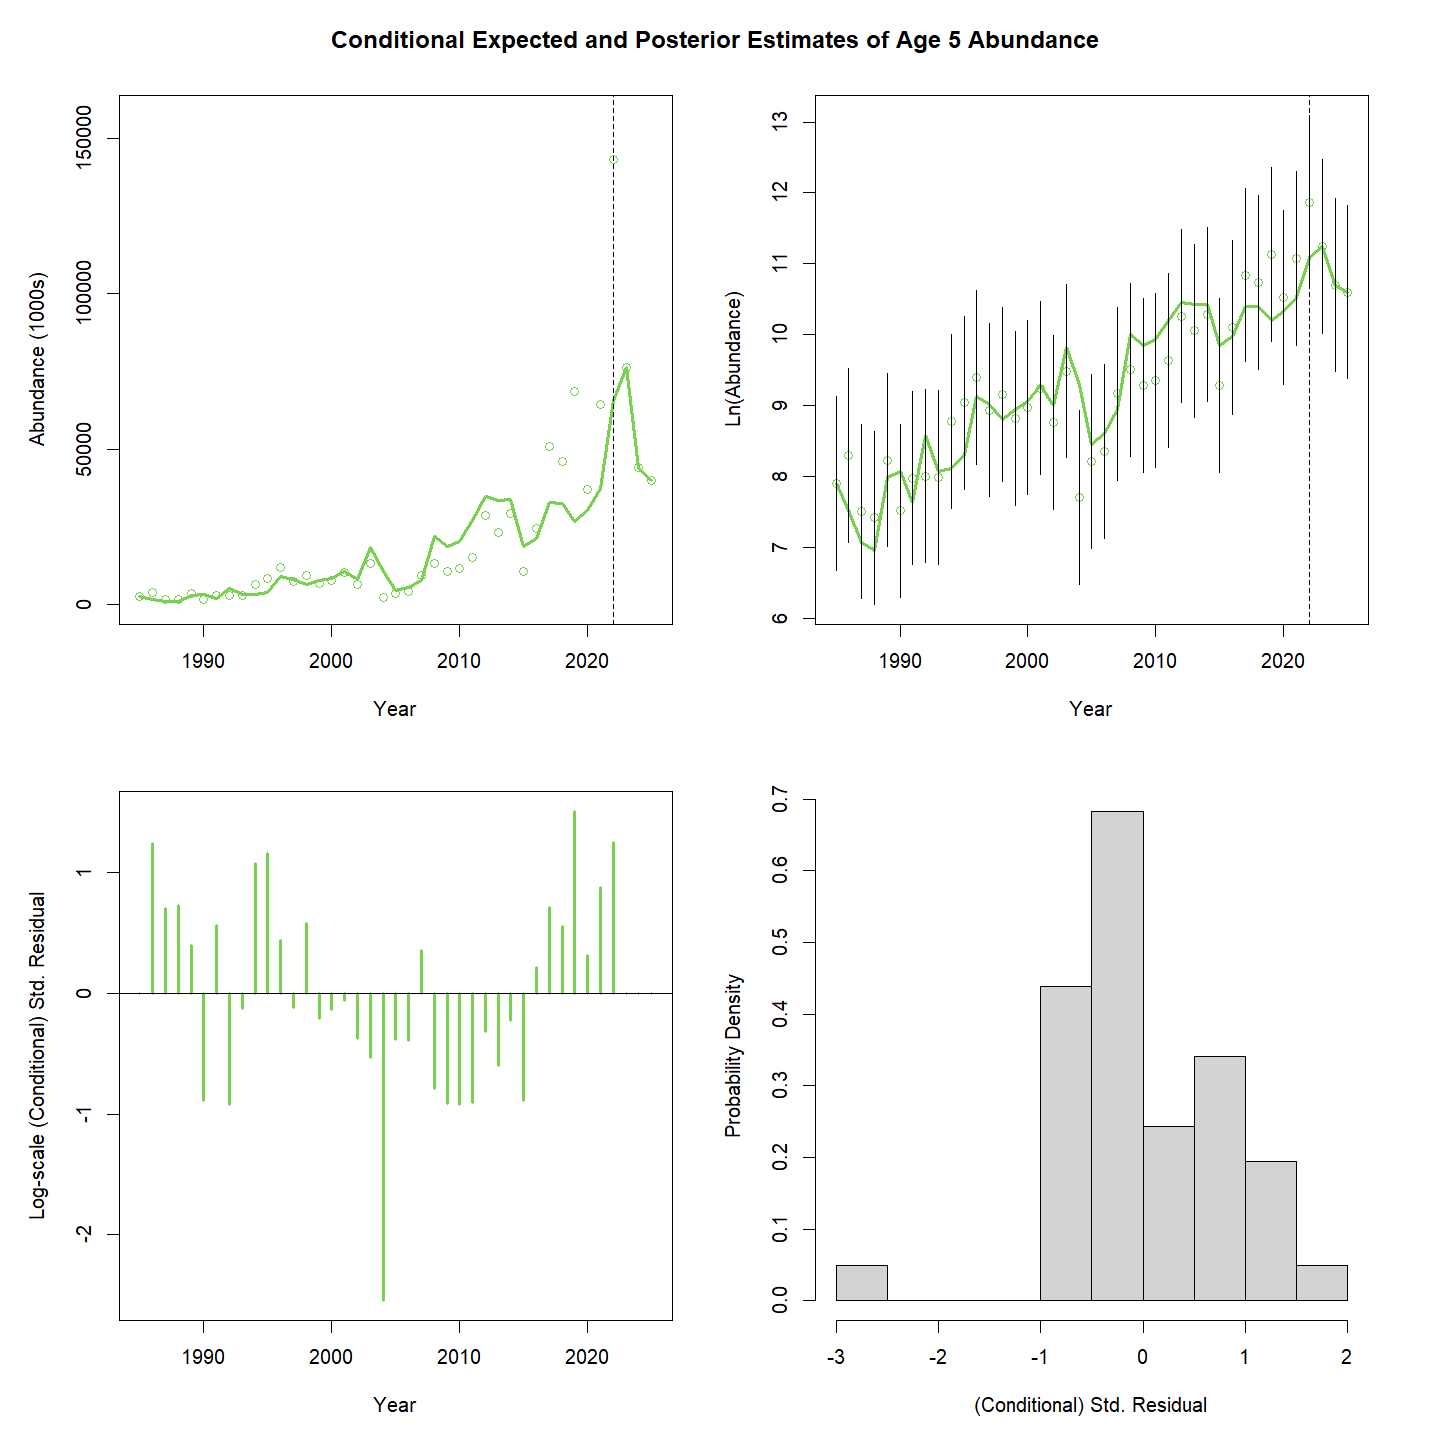 Conditional Expected and Posterior Estimates of Age 5 Abundance
Abundance (1000s)
150000
100000
50000
0
1990 2000 2010 2020
Year
Ln(Abundance)
13
12
11
10
9
8
7
6
1990 2000 2010 2020
Year
Log-scale (Conditional) Std. Residual
1
0
-1
-2
1990 2000 2010 2020
Year
Probability Density
0.7
0.6
0.5
0.4
0.3
0.2
0.1
0.0
-3 -2 -1 0 1 2
(Conditional) Std. Residual